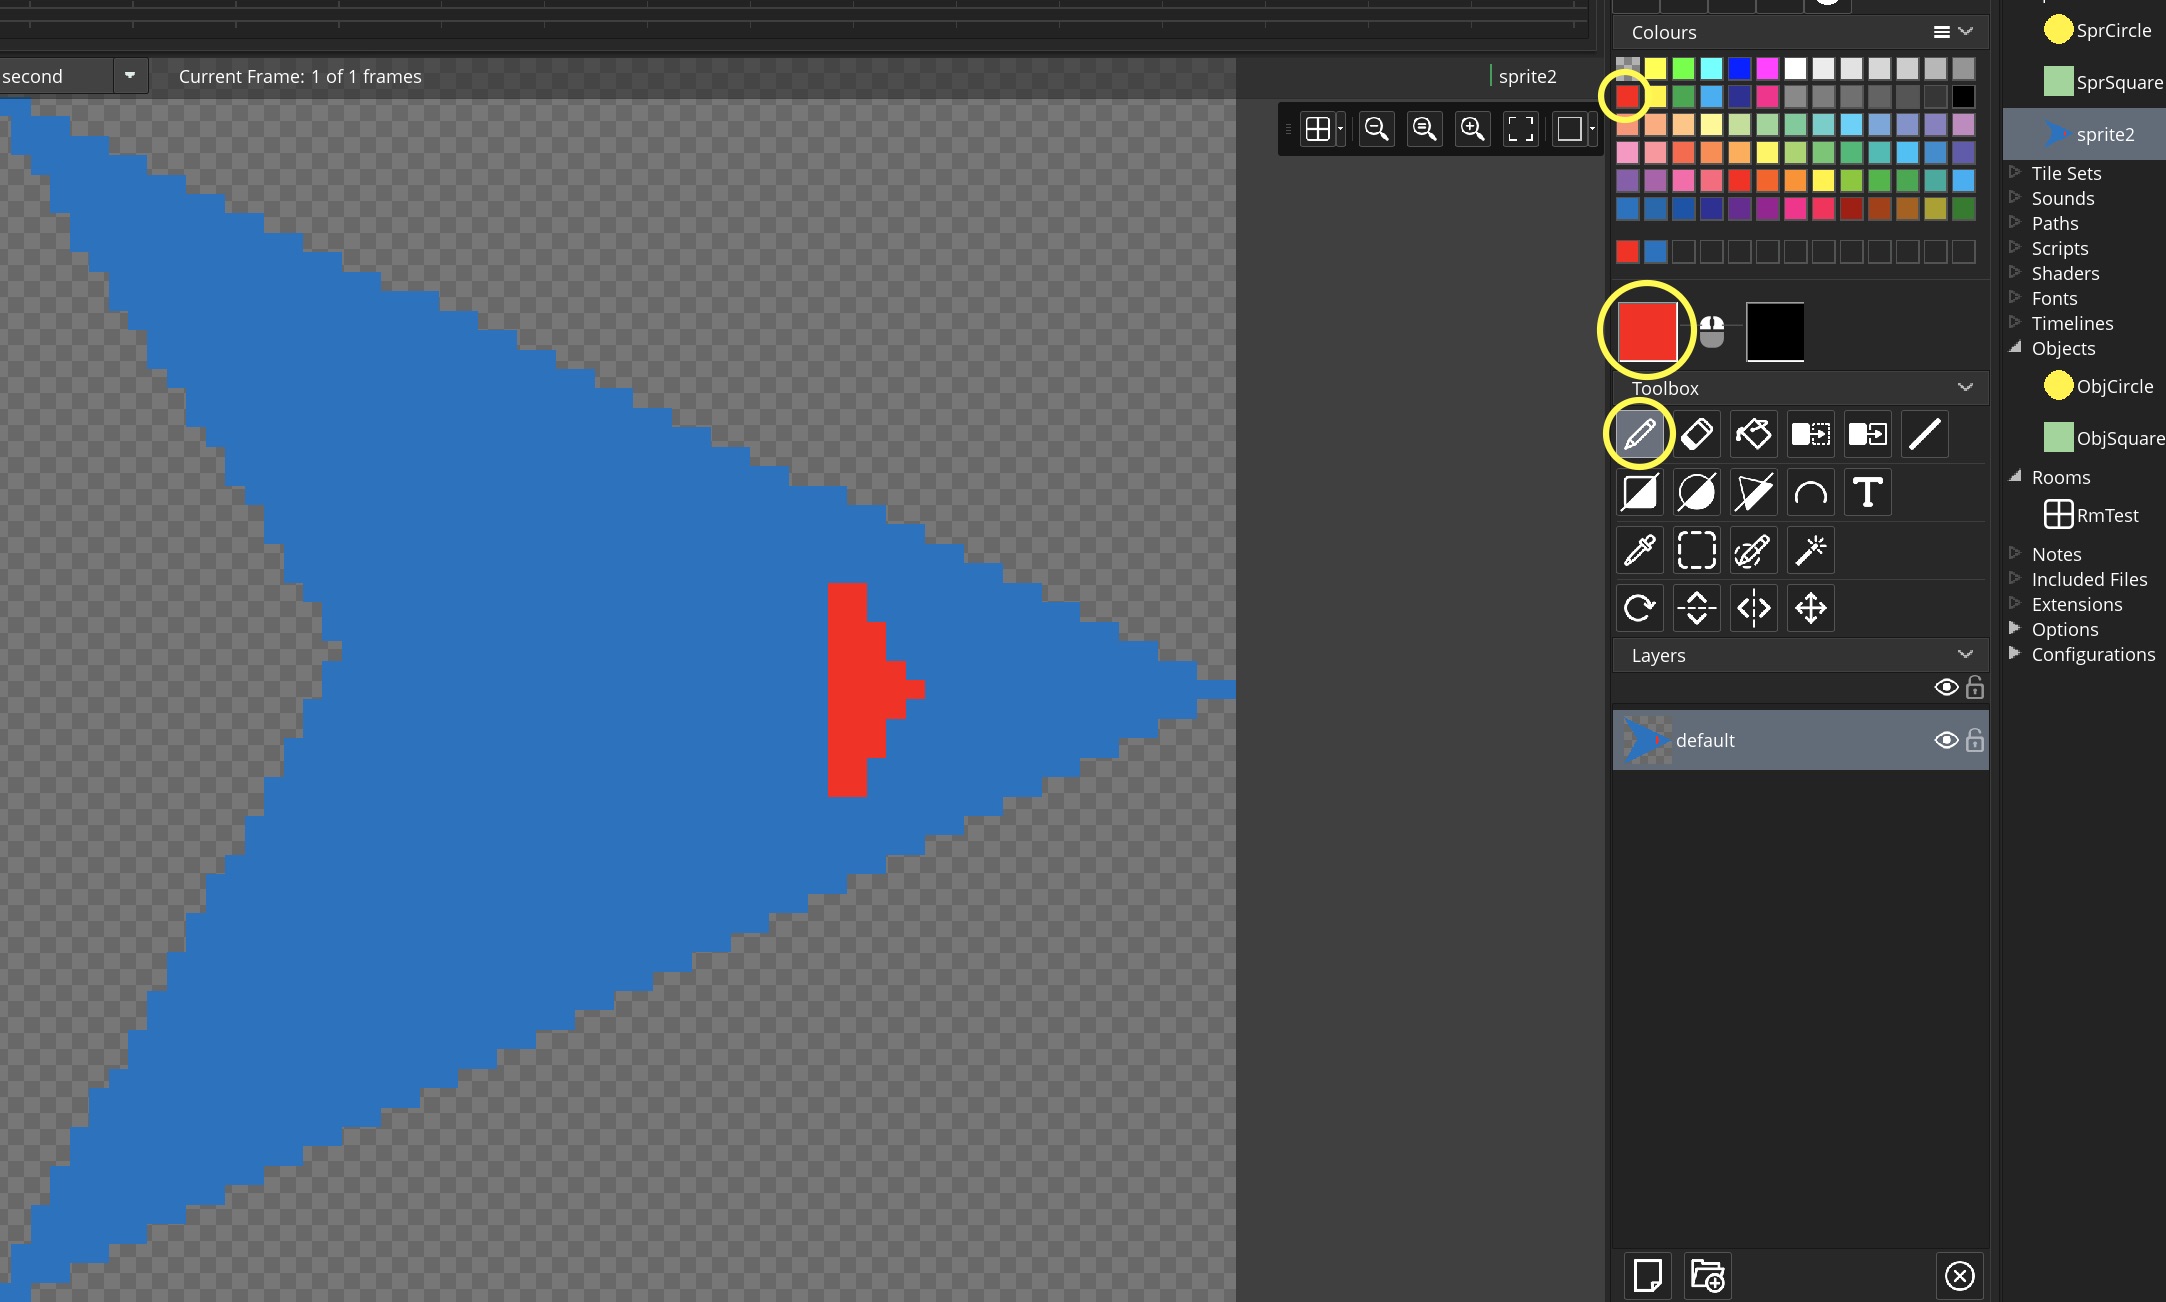 second
Current Frame: 1 of 1 frames
sprite2
Colours
Toolbox
T
Layers
default
SprCircle
SprSquare
sprite2
Tile Sets
Sounds
Paths
Scripts
Shaders
Fonts
Timelines
Objects
ObjCircle
ObjSquare
Rooms
RmTest
Notes
Included Files
Extensions
Options
Configurations